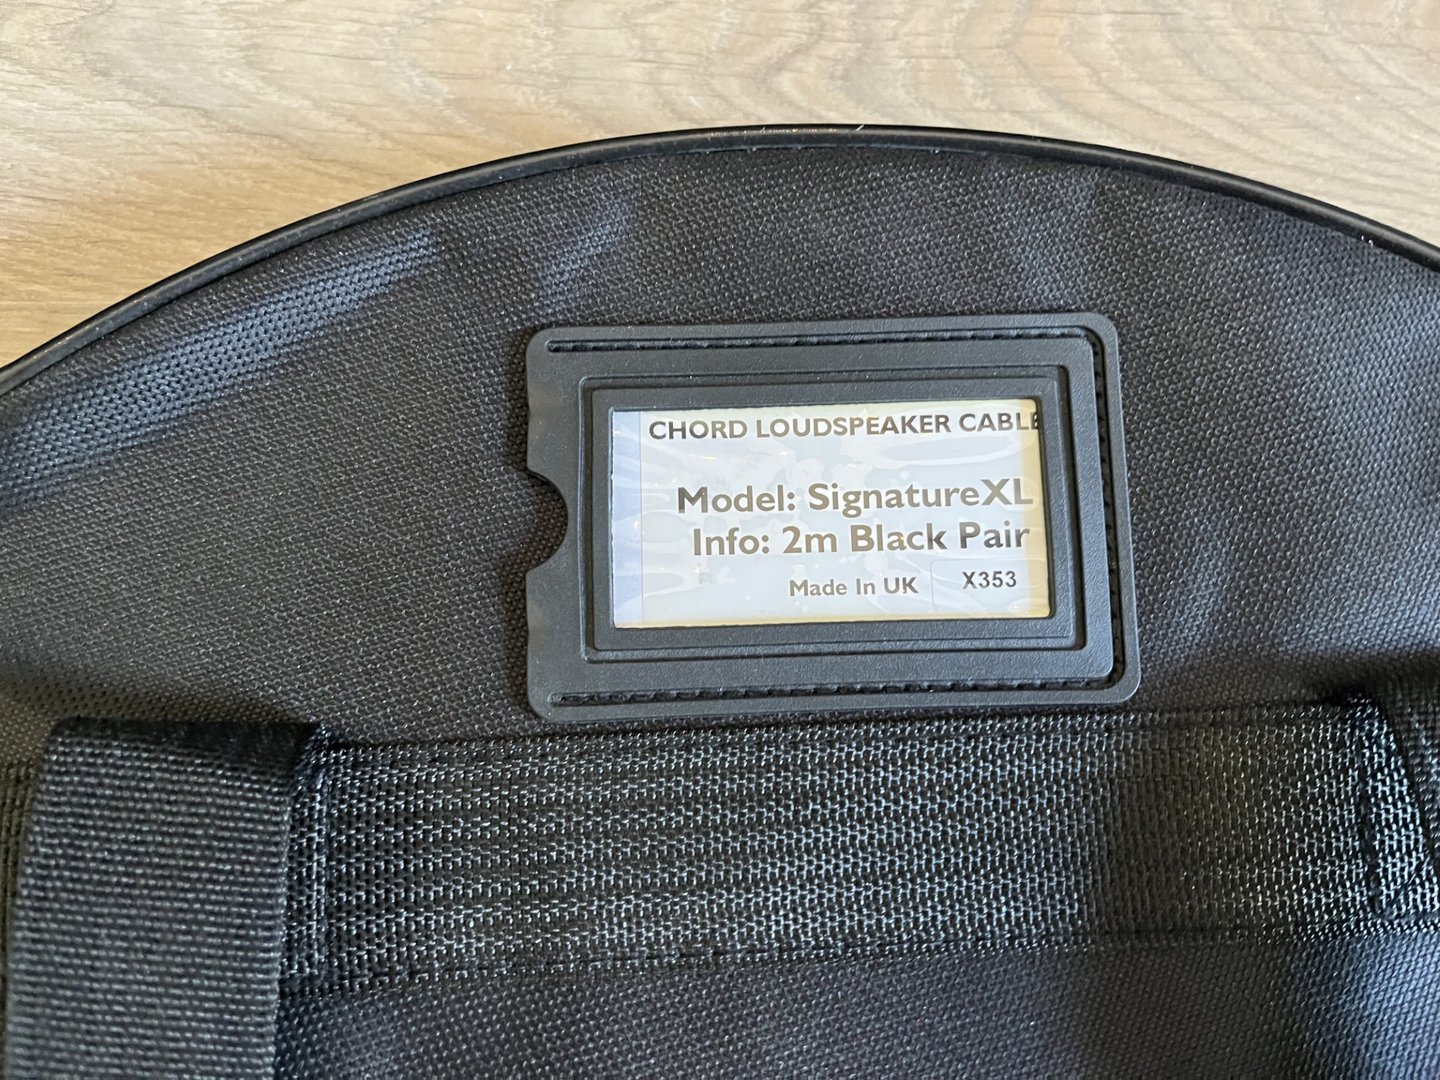 CHORD LOUDSPEAKER CABLE
Model: SignatureXL
Info: 2m Black Pair
Made In UK X353